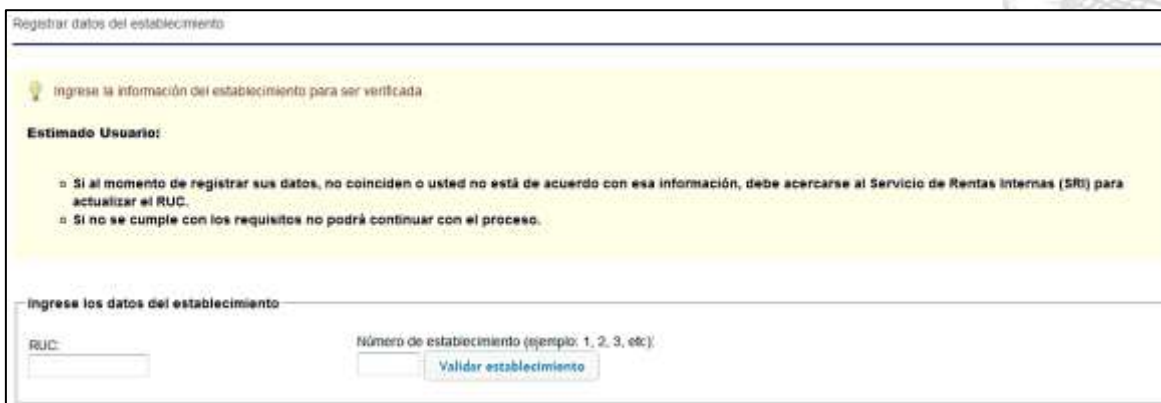 Registrar datos del establecimiento
Ingrese la información del establecimiento para ser verificada
Estimado Usuario:
Si al momento de registrar sus datos, no coinciden o usted no está de acuerdo con esa información, debe acercarse al Servicio de Rentas Internas (SRI) para
actualizar el RUC.
Si no se cumple con los requisitos no podrá continuar con el proceso.
Ingrese los datos del establecimiento
RUC:
Número de establecimiento (ejemplo: 1, 2, 3, etc):
Validar establecimiento